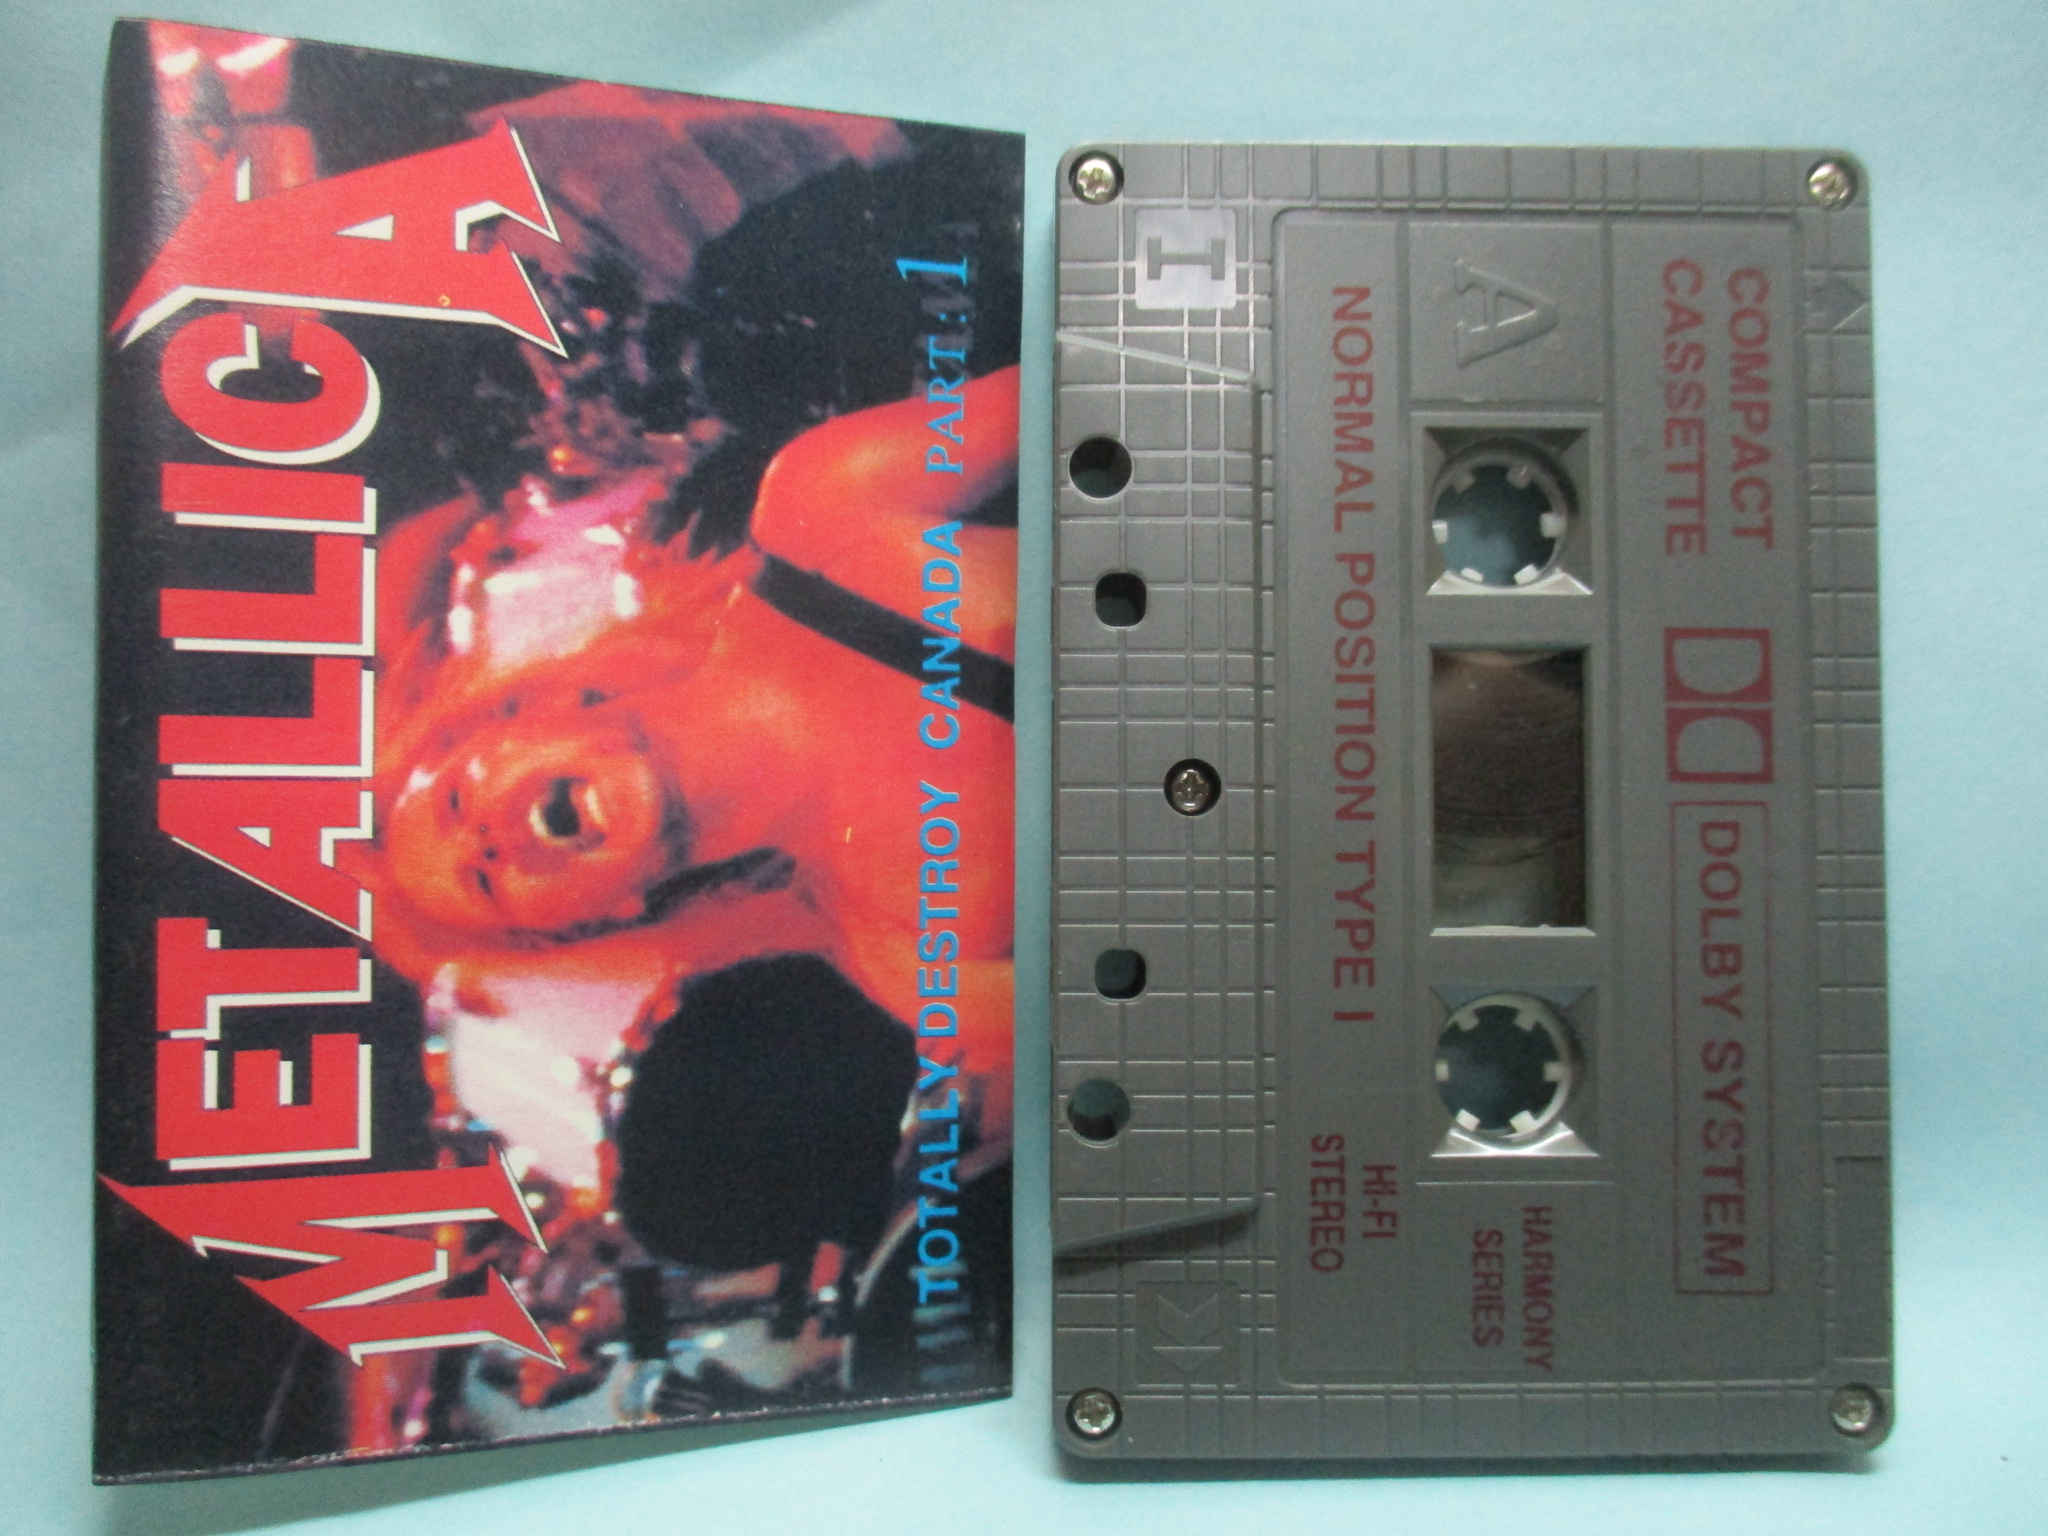 METALLICA
TOTALLY DESTROY CANADA PART : 1
COMPACT
CASSETTE
DOLBY SYSTEM
A
HARMONY
SERIES
NORMAL POSITION TYPE I
HI-FI
STEREO
I